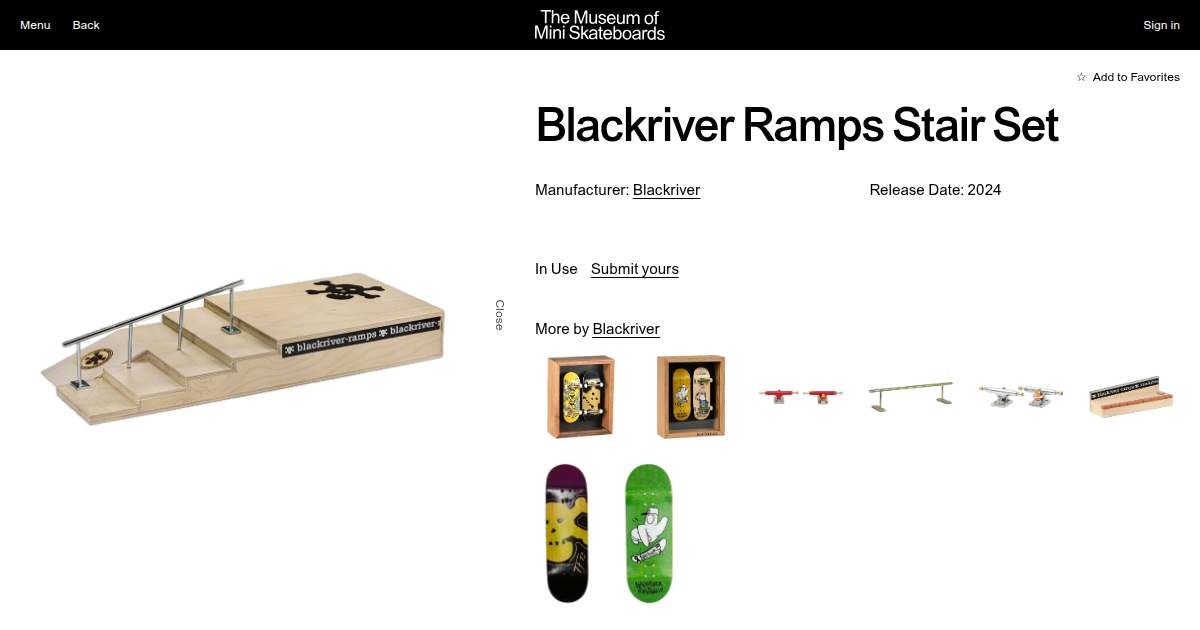 Menu
Back
The Museum of
Mini Skateboards
Sign in
☆ Add to Favorites
Blackriver Ramps Stair Set
Manufacturer: Blackriver
Release Date: 2024
In Use
Submit yours
Close
More by Blackriver
blackriver-ramps blackriver-r